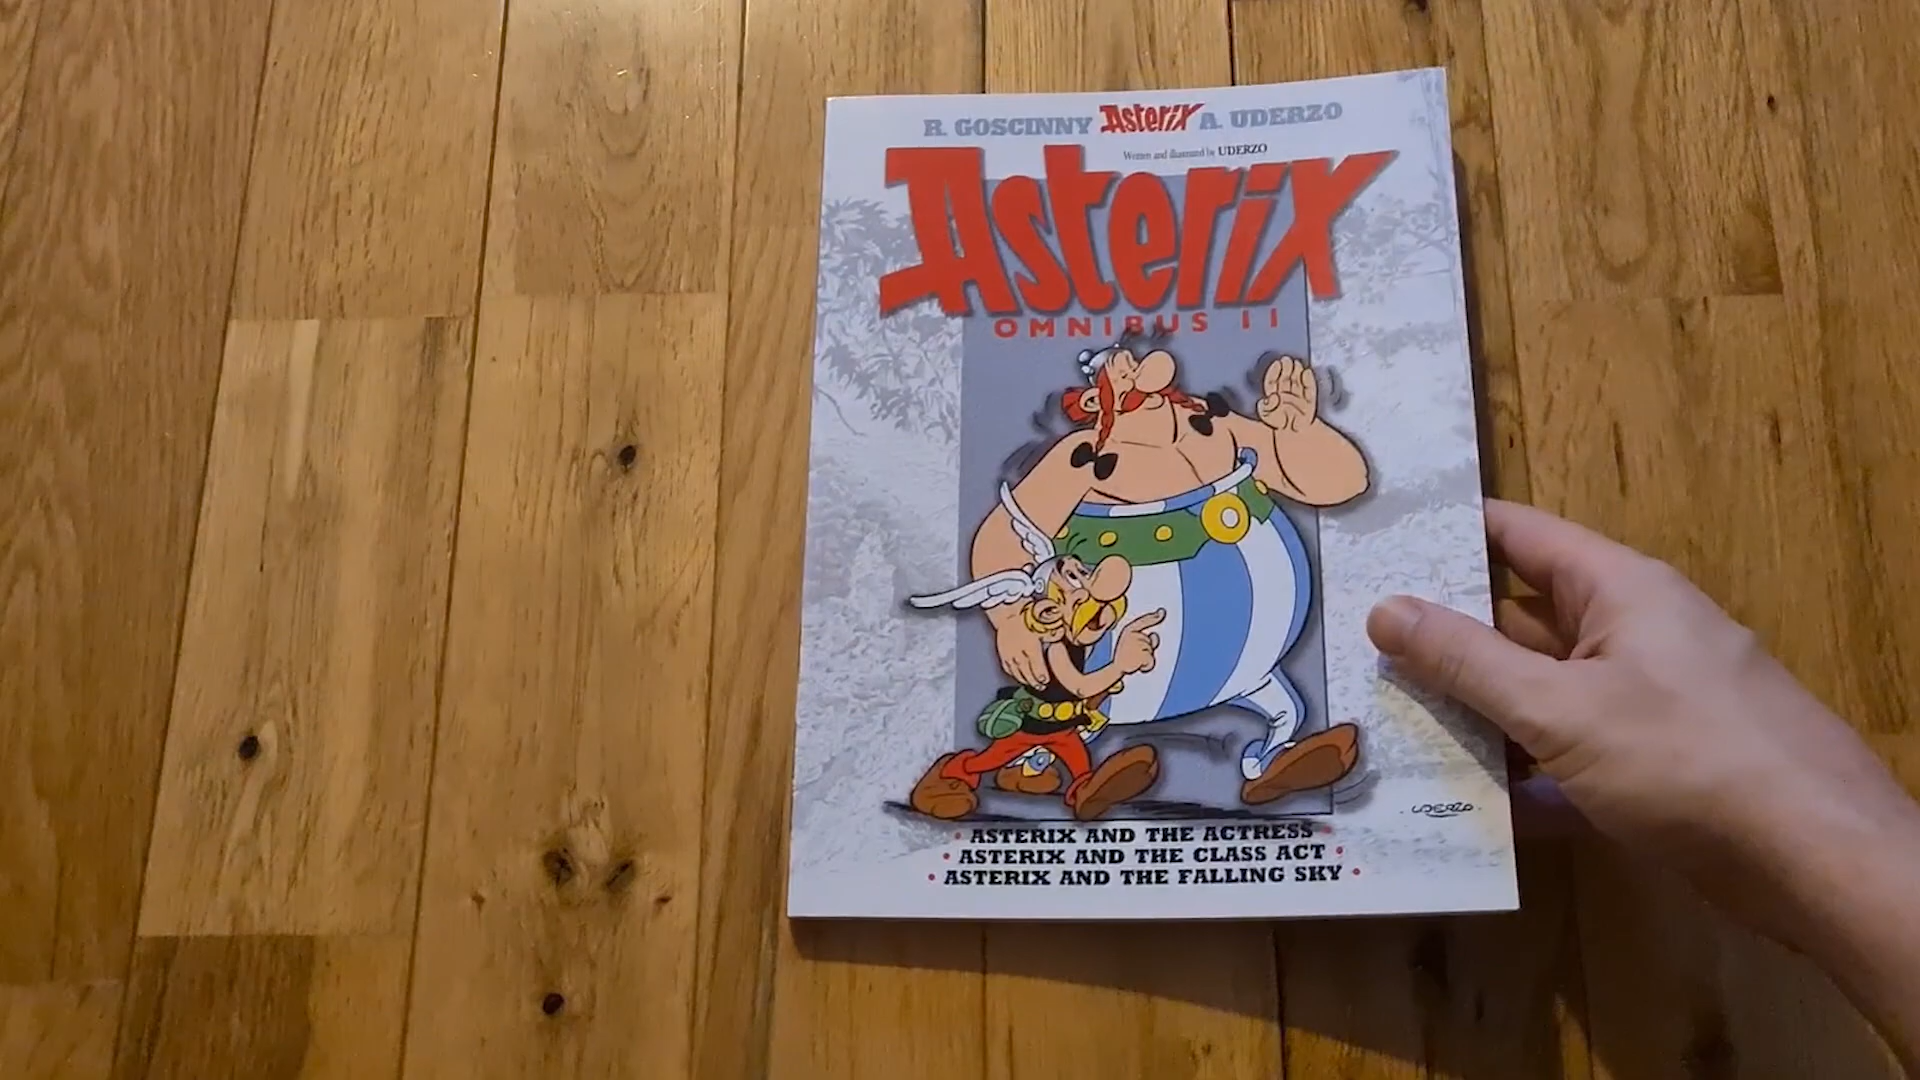 R. GOSCINNY Asterix A. UDERZO
Written and illustrated by UDERZO
Asterix
OMNIBUS 11
UDERZO
• ASTERIX AND THE ACTRESS •
• ASTERIX AND THE CLASS ACT •
• ASTERIX AND THE FALLING SKY •